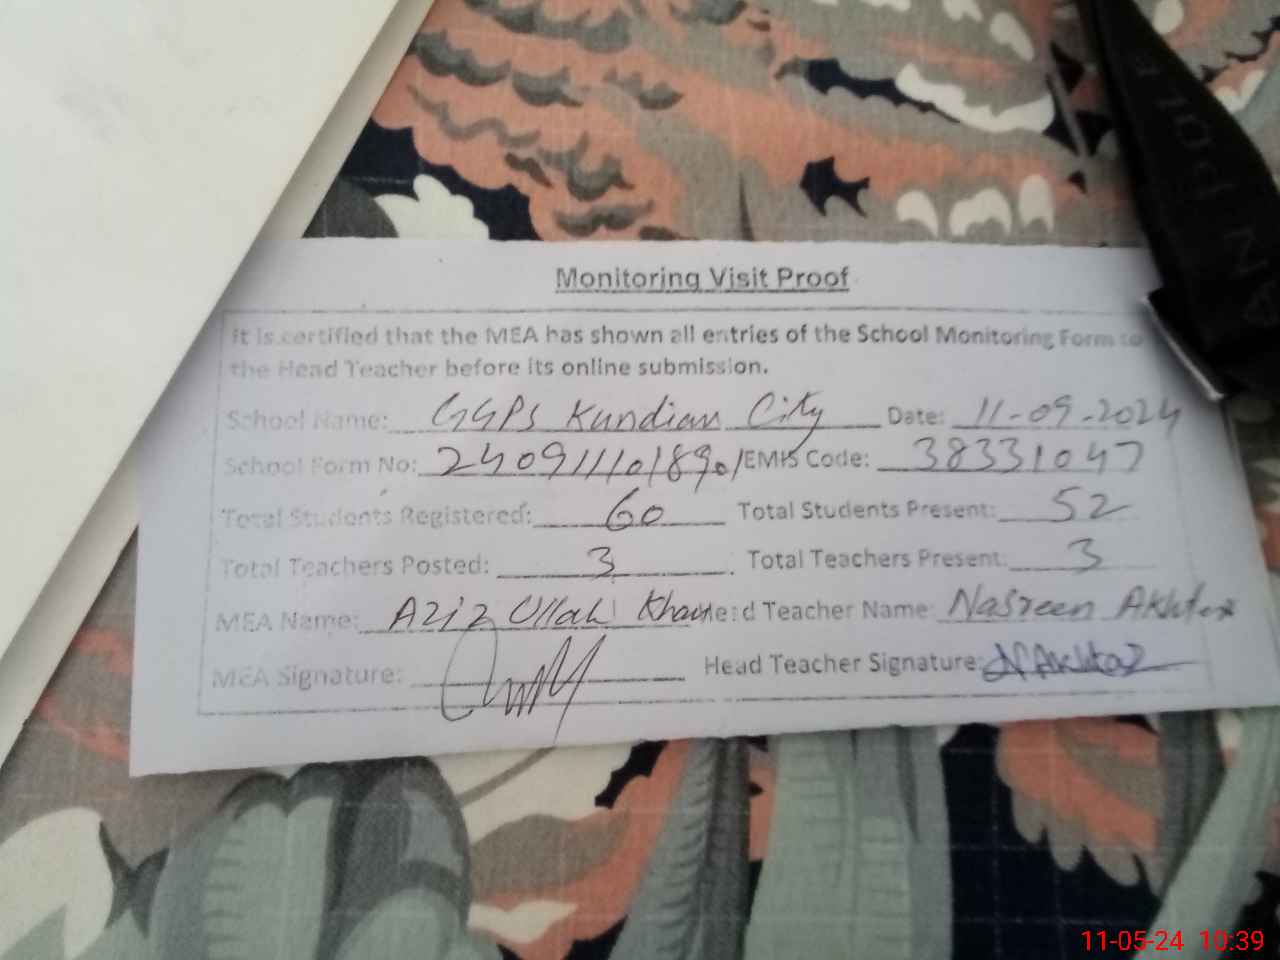 Monitoring Visit Proof
It is certified that the MEA has shown all entries of the School Monitoring Form to
the Head Teacher before its online submission.
School Name: GGPS Kundian City Date: 11-09-2024
School Form No: EMIS Code: 38331047
Total Students Registered: 60 Total Students Present: 52
Total Teachers Posted: 3 Total Teachers Present: 3
MEA Name: Aziz Ullah Khan Head Teacher Name: Nasreen Akhter
MEA Signature: Head Teacher Signature: N Akhtar
11-05-24 10:39